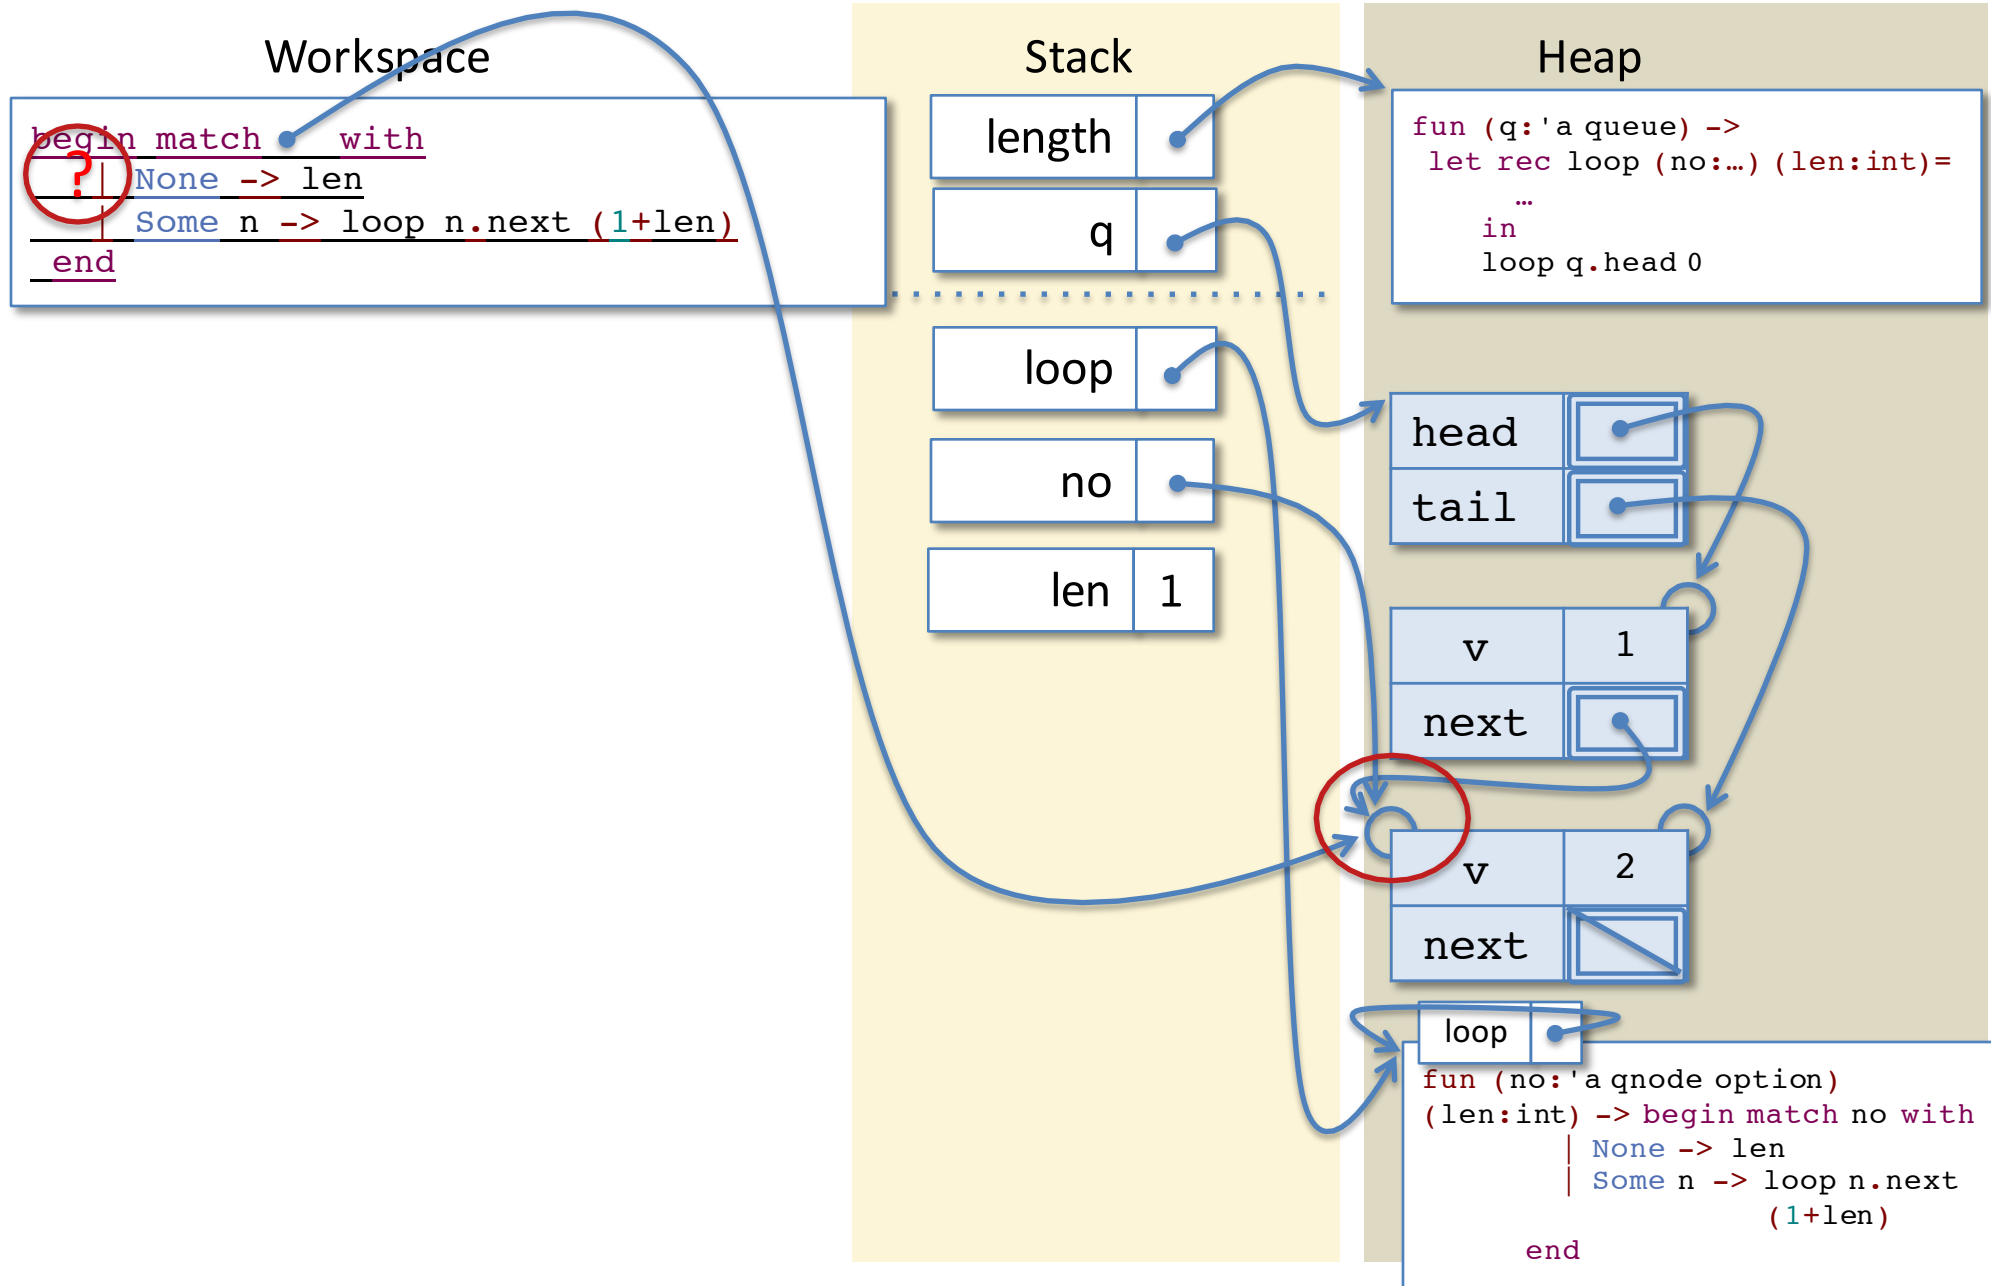 Workspace
begin match with
? | None -> len
| Some n -> loop n.next (1+len)
end
Stack
length
q
loop
no
len 1
Heap
fun (q:'a queue) ->
let rec loop (no:…) (len:int)=
…
in
loop q.head 0
head
tail
v 1
next
v 2
next
loop
fun (no:'a qnode option)
(len:int) -> begin match no with
| None -> len
| Some n -> loop n.next
(1+len)
end